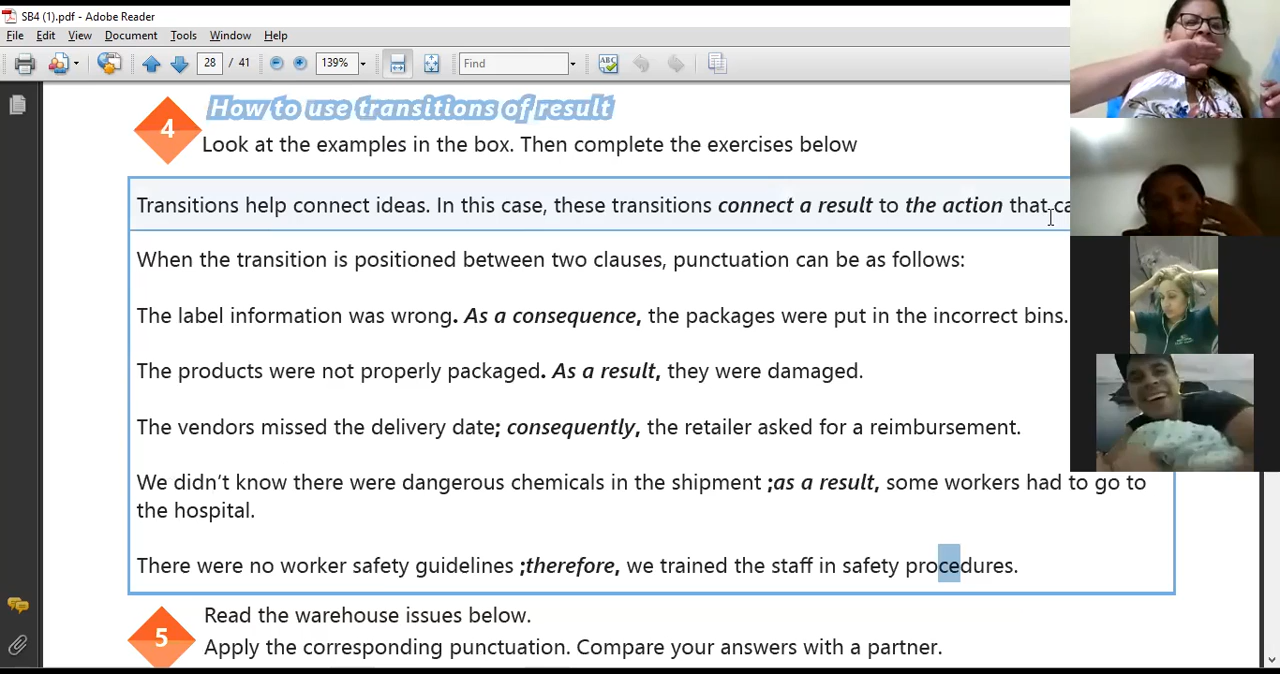 SB4 (1).pdf - Adobe Reader
File Edit View Document Tools Window Help
28 / 41 139% Find
4 How to use transitions of result
Look at the examples in the box. Then complete the exercises below
Transitions help connect ideas. In this case, these transitions connect a result to the action that
When the transition is positioned between two clauses, punctuation can be as follows:
The label information was wrong. As a consequence, the packages were put in the incorrect bins.
The products were not properly packaged. As a result, they were damaged.
The vendors missed the delivery date; consequently, the retailer asked for a reimbursement.
We didn’t know there were dangerous chemicals in the shipment ;as a result, some workers had to go to
the hospital.
There were no worker safety guidelines ;therefore, we trained the staff in safety procedures.
5 Read the warehouse issues below.
Apply the corresponding punctuation. Compare your answers with a partner.